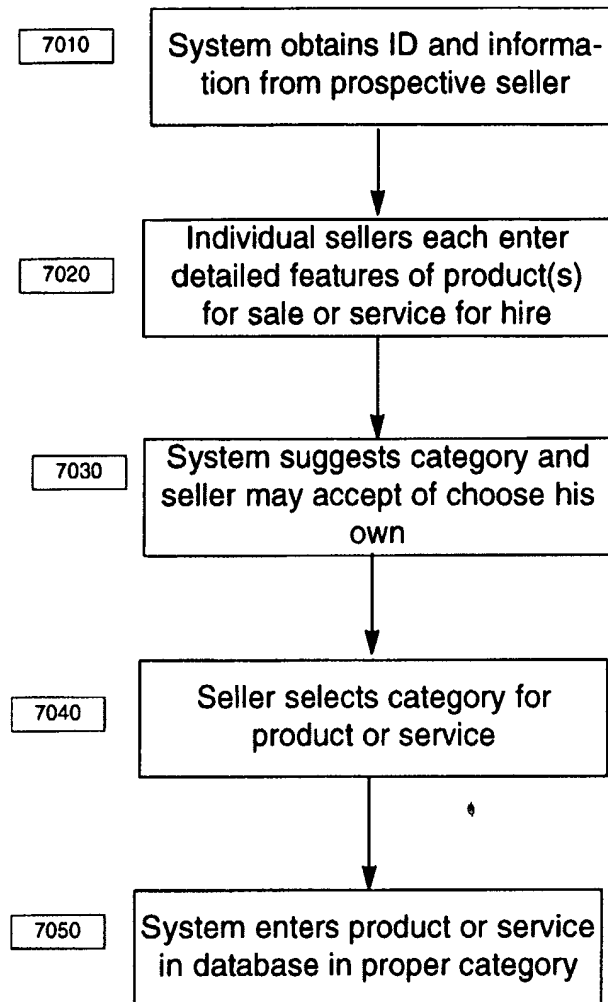 7010
System obtains ID and informa-
tion from prospective seller
7020
Individual sellers each enter
detailed features of product(s)
for sale or service for hire
7030
System suggests category and
seller may accept of choose his
own
7040
Seller selects category for
product or service
7050
System enters product or service
in database in proper category